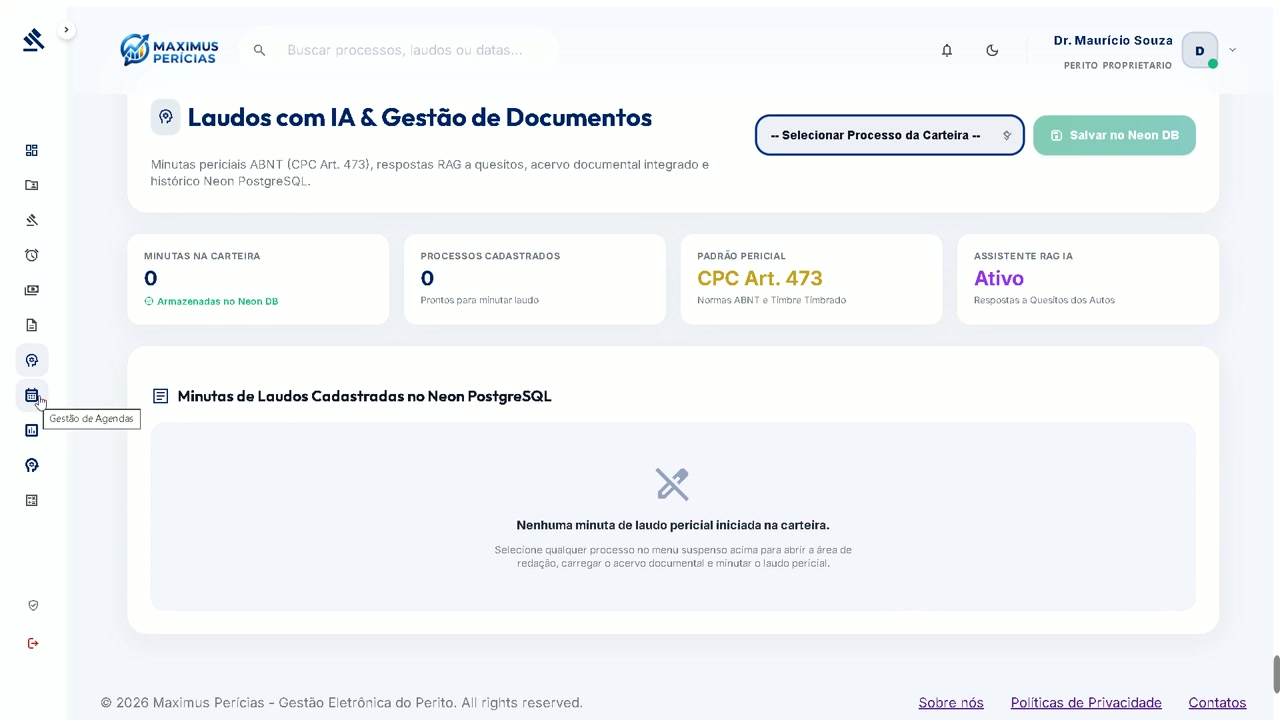 MAXIMUS
PERÍCIAS
Buscar processos, laudos ou datas...
Dr. Maurício Souza
PERITO PROPRIETARIO
D
Laudos com IA & Gestão de Documentos
Minutas periciais ABNT (CPC Art. 473), respostas RAG a quesitos, acervo documental integrado e
histórico Neon PostgreSQL.
-- Selecionar Processo da Carteira --
Salvar no Neon DB
MINUTAS NA CARTEIRA
0
Armazenadas no Neon DB
PROCESSOS CADASTRADOS
0
Prontos para minutar laudo
PADRÃO PERICIAL
CPC Art. 473
Normas ABNT e Timbre Timbrado
ASSISTENTE RAG IA
Ativo
Respostas a Quesitos dos Autos
Gestão de Agendas
Minutas de Laudos Cadastradas no Neon PostgreSQL
Nenhuma minuta de laudo pericial iniciada na carteira.
Selecione qualquer processo no menu suspenso acima para abrir a área de
redação, carregar o acervo documental e minutar o laudo pericial.
© 2026 Maximus Perícias - Gestão Eletrônica do Perito. All rights reserved.
Sobre nós
Políticas de Privacidade
Contatos